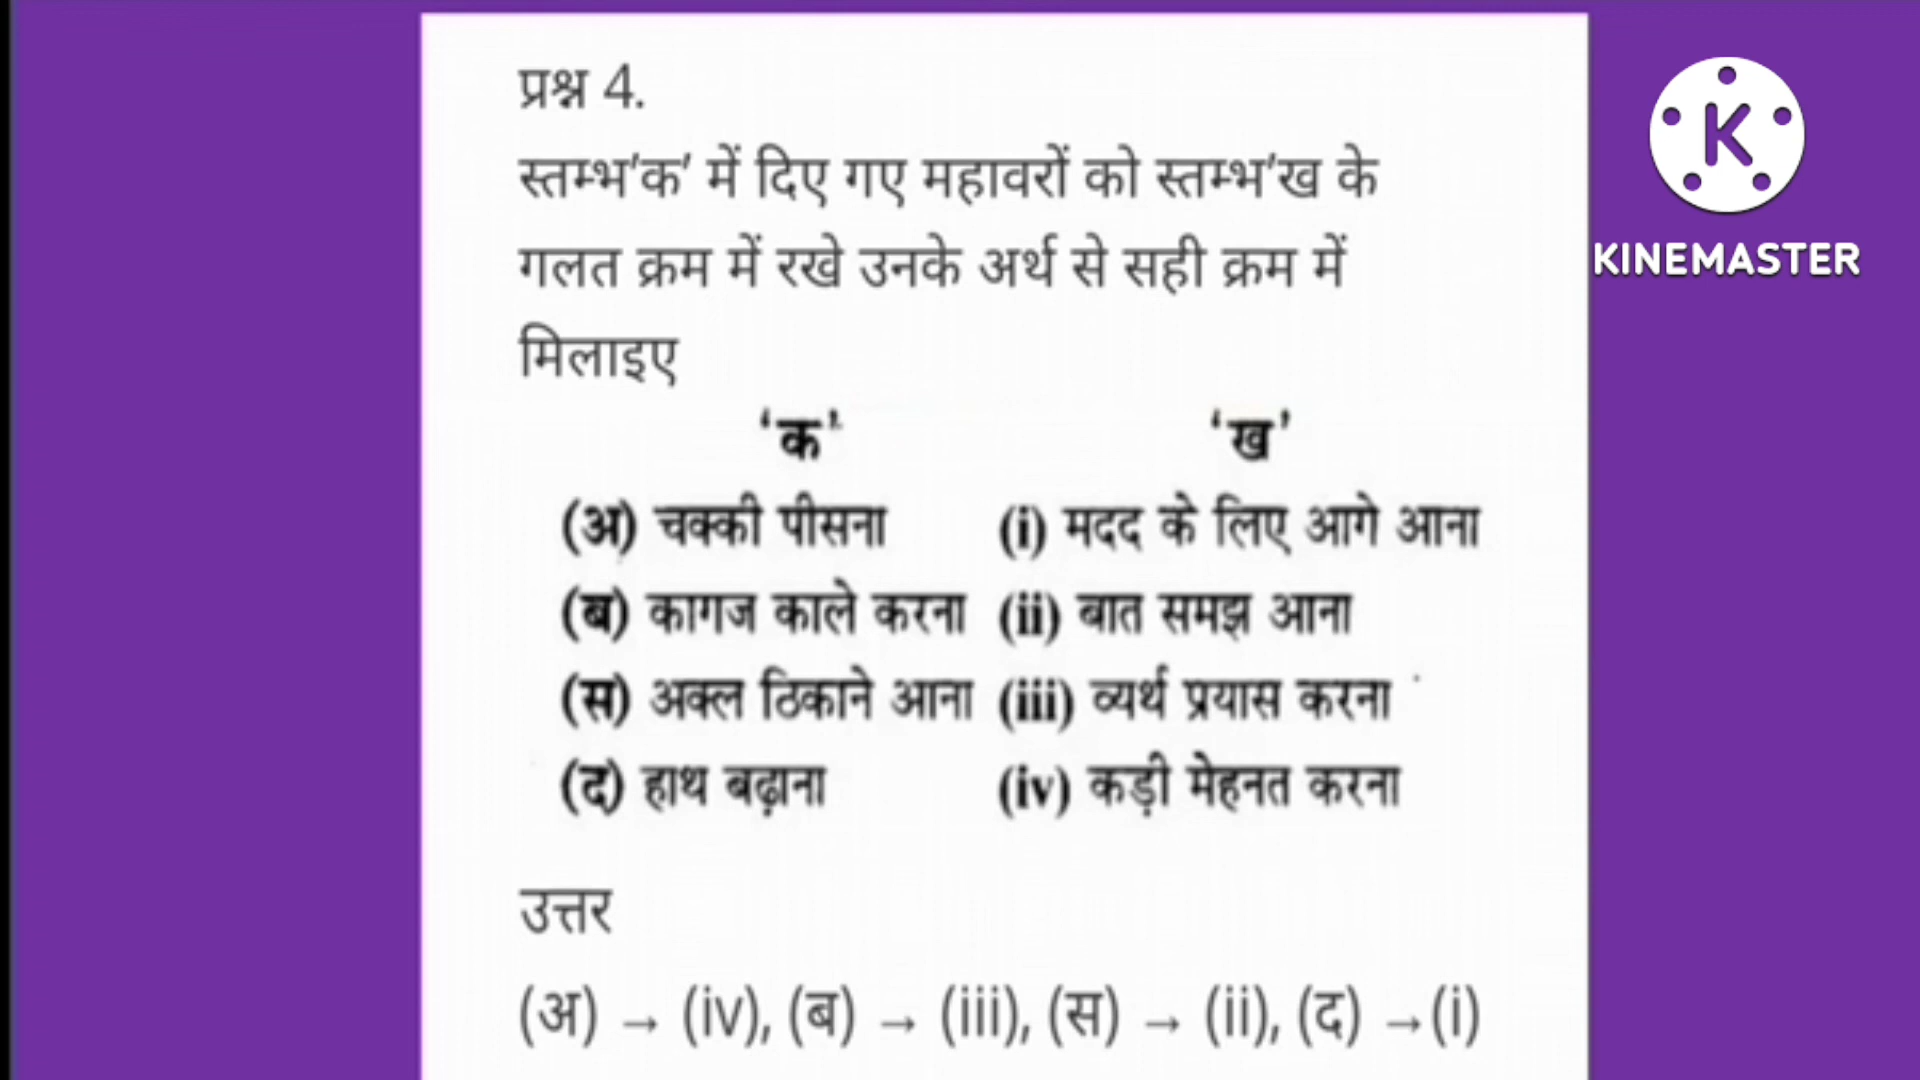 प्रश्न 4.
स्तम्भ'क' में दिए गए महावरों को स्तम्भ'ख के
गलत क्रम में रखे उनके अर्थ से सही क्रम में
मिलाइए
'क' 'ख'
(अ) चक्की पीसना (i) मदद के लिए आगे आना
(ब) कागज काले करना (ii) बात समझ आना
(स) अक्ल ठिकाने आना (iii) व्यर्थ प्रयास करना
(द) हाथ बढ़ाना (iv) कड़ी मेहनत करना
उत्तर
(अ) → (iv), (ब) → (iii), (स) → (ii), (द) →(i)
K
KINEMASTER